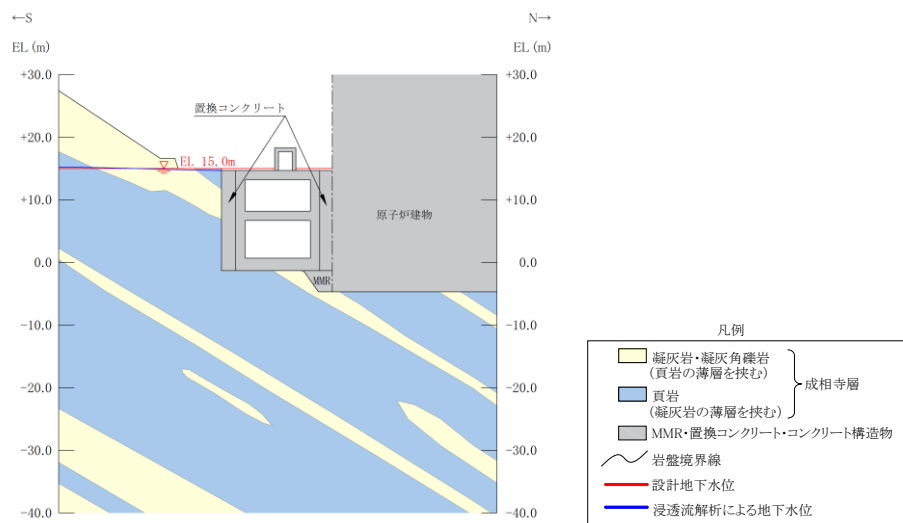 ←S
N→
EL (m)
EL (m)
+30.0
+30.0
置換コンクリート
+20.0
+20.0
EL 15.0m
+10.0
+10.0
原子炉建物
0.0
0.0
MMR
-10.0
-10.0
-20.0
-20.0
-30.0
-30.0
-40.0
-40.0
凡例
凝灰岩・凝灰角礫岩
(頁岩の薄層を挟む)
成相寺層
頁岩
(凝灰岩の薄層を挟む)
MMR・置換コンクリート・コンクリート構造物
岩盤境界線
設計地下水位
浸透流解析による地下水位